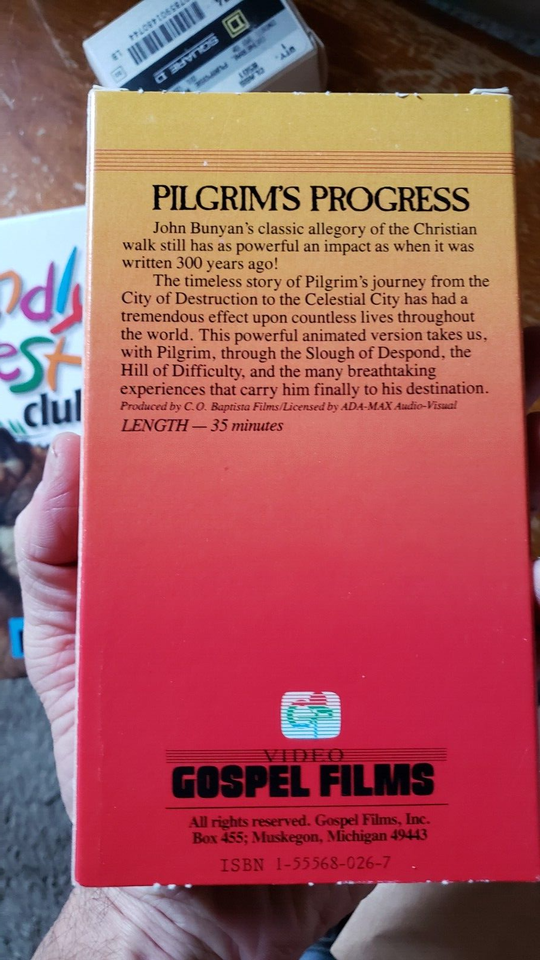 SQUARE D
CLASS
8501
PILGRIM'S PROGRESS
John Bunyan's classic allegory of the Christian
walk still has as powerful an impact as when it was
written 300 years ago!
The timeless story of Pilgrim's journey from the
City of Destruction to the Celestial City has had a
tremendous effect upon countless lives throughout
the world. This powerful animated version takes us,
with Pilgrim, through the Slough of Despond, the
Hill of Difficulty, and the many breathtaking
experiences that carry him finally to his destination.
Produced by C.O. Baptista Films/Licensed by ADA-MAX Audio-Visual
LENGTH — 35 minutes
ndly
est
club
VIDEO
GOSPEL FILMS
All rights reserved. Gospel Films, Inc.
Box 455; Muskegon, Michigan 49443
ISBN 1-55568-026-7